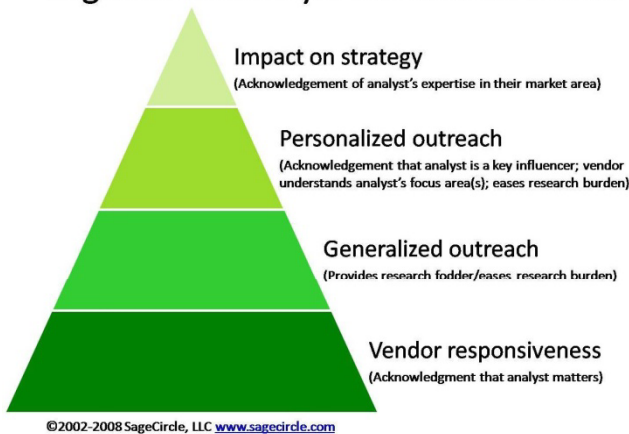 Impact on strategy
(Acknowledgement of analyst's expertise in their market area)
Personalized outreach
(Acknowledgement that analyst is a key influencer; vendor
understands analyst's focus area(s); eases research burden)
Generalized outreach
(Provides research fodder/eases research burden)
Vendor responsiveness
(Acknowledgment that analyst matters)
©2002-2008 SageCircle, LLC www.sagecircle.com